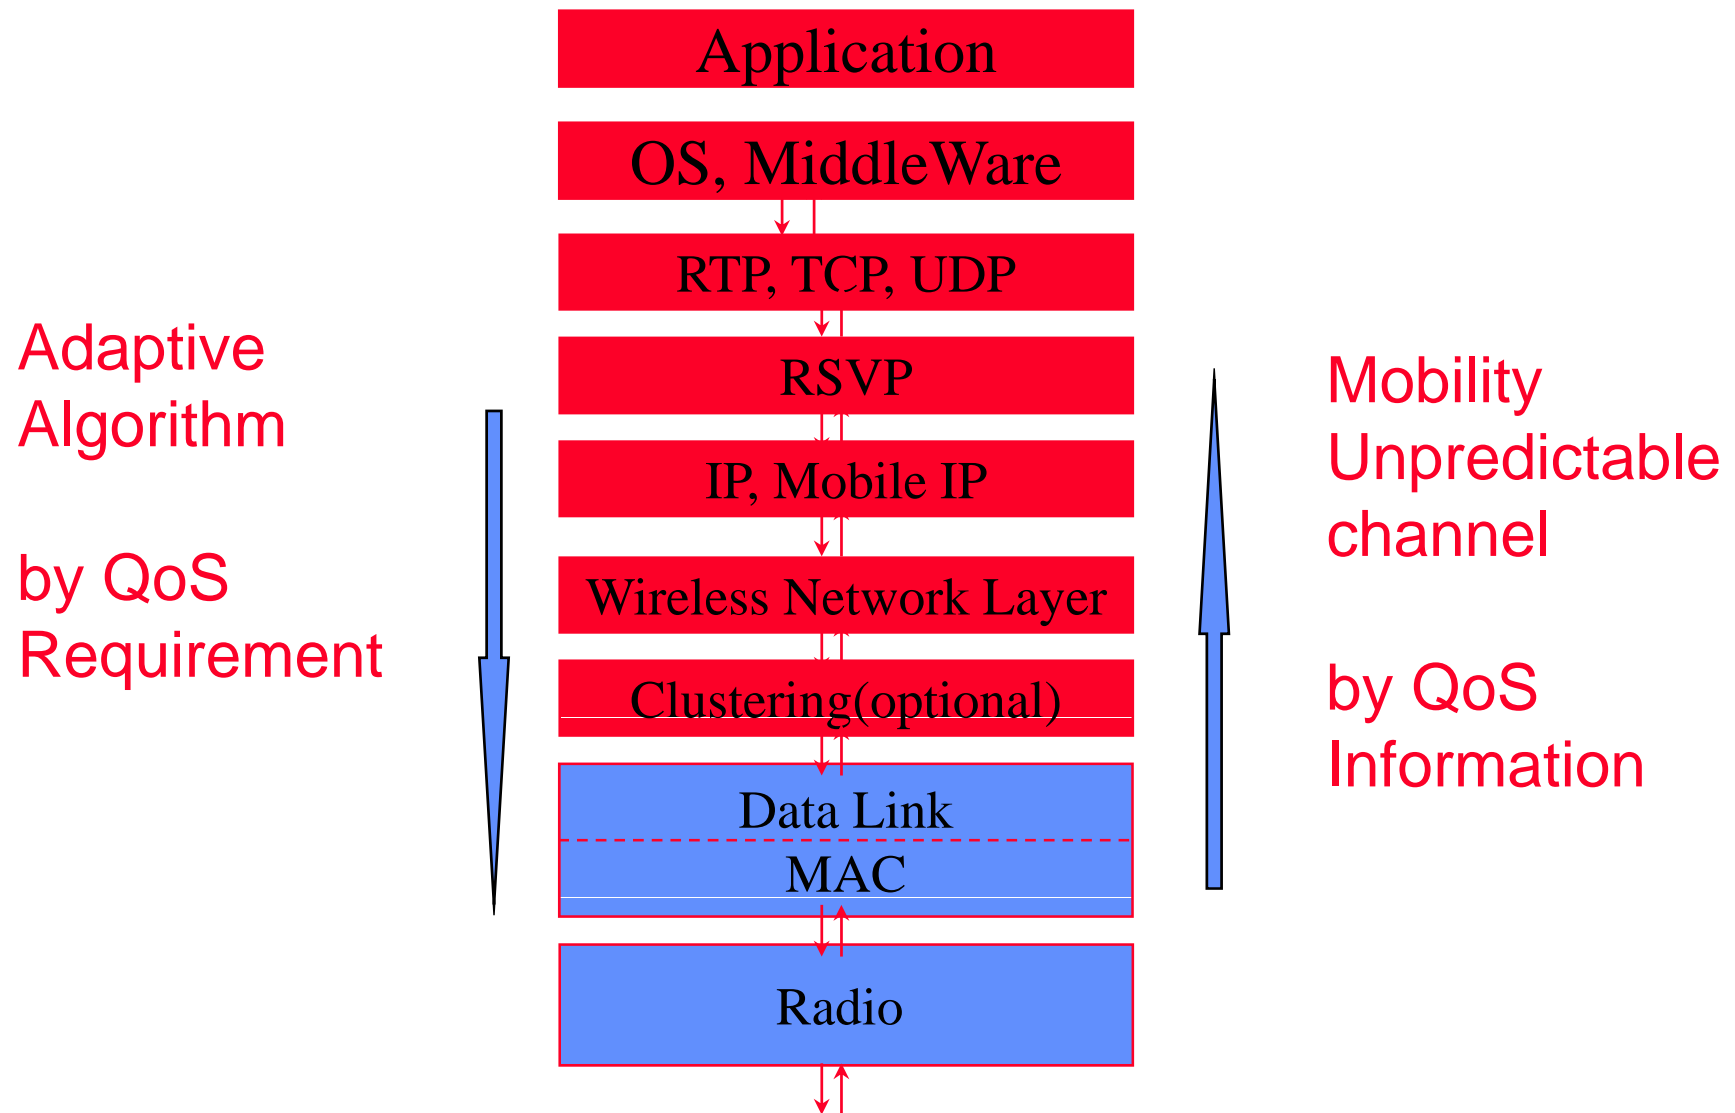 Application
OS, MiddleWare
RTP, TCP, UDP
RSVP
IP, Mobile IP
Wireless Network Layer
Clustering(optional)
Data Link
MAC
Radio
Adaptive
Algorithm
by QoS
Requirement
Mobility
Unpredictable
channel
by QoS
Information